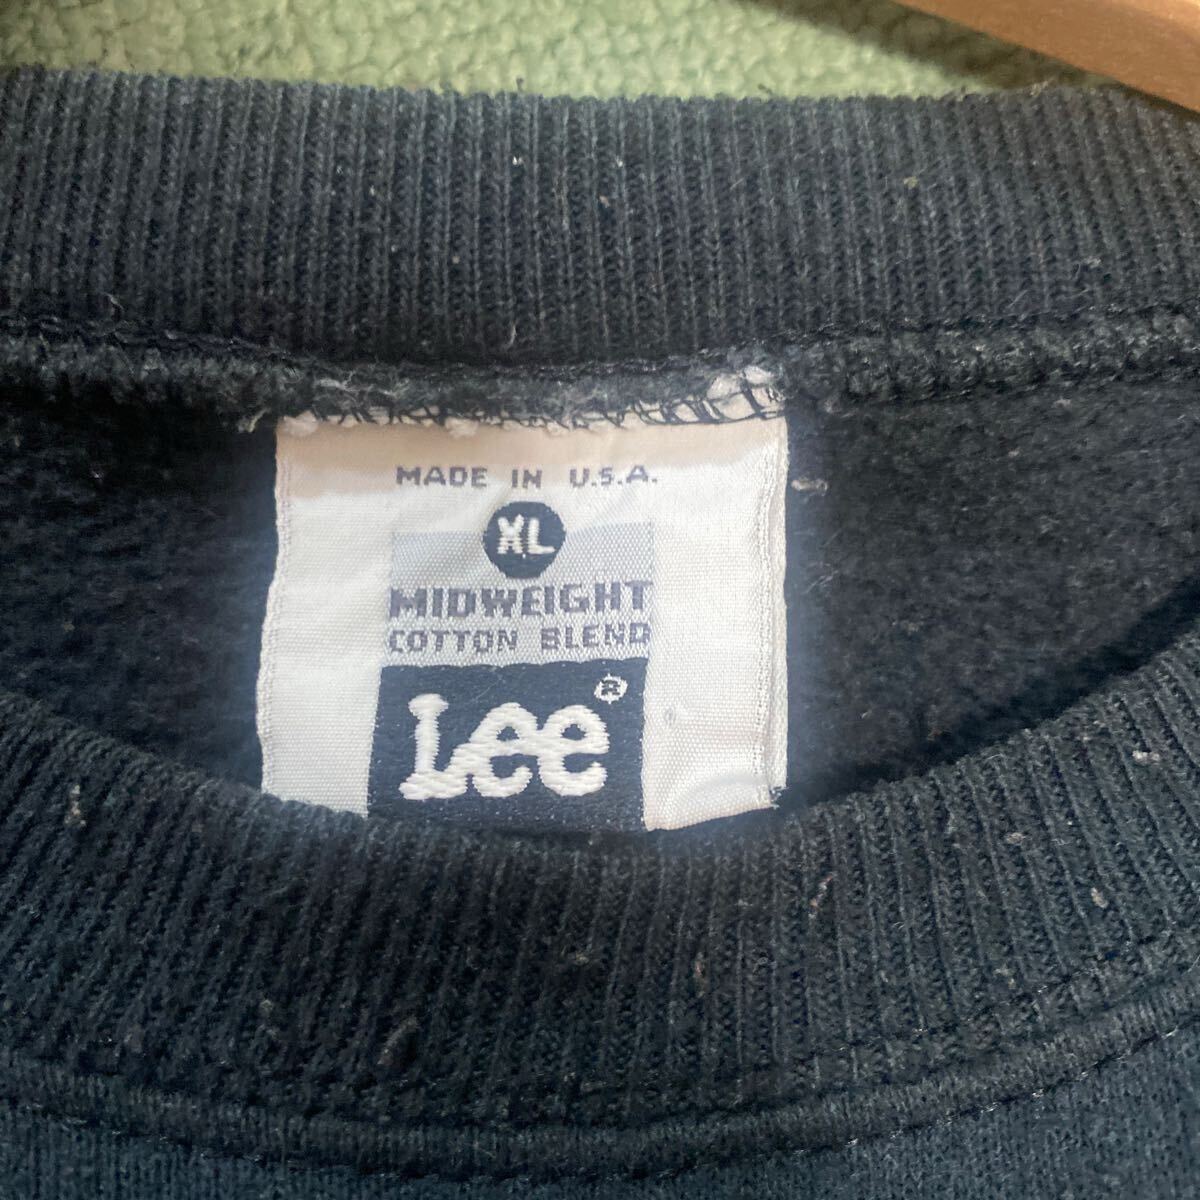 MADE IN U.S.A.
XL
MIDWEIGHT
COTTON BLEND
Lee®